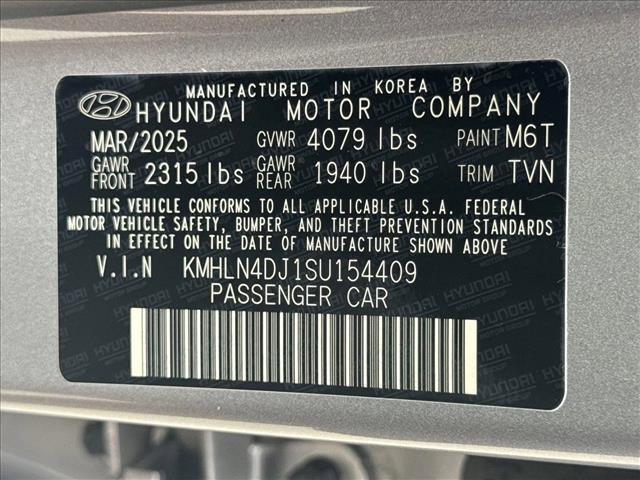 MANUFACTURED IN KOREA BY
HYUNDAI MOTOR COMPANY
MAR/2025 GVWR 4079 lbs PAINT M6T
GAWR FRONT 2315 lbs GAWR REAR 1940 lbs TRIM TVN
THIS VEHICLE CONFORMS TO ALL APPLICABLE U.S.A. FEDERAL
MOTOR VEHICLE SAFETY, BUMPER, AND THEFT PREVENTION STANDARDS
IN EFFECT ON THE DATE OF MANUFACTURE SHOWN ABOVE
V.I.N KMHLN4DJ1SU154409
PASSENGER CAR